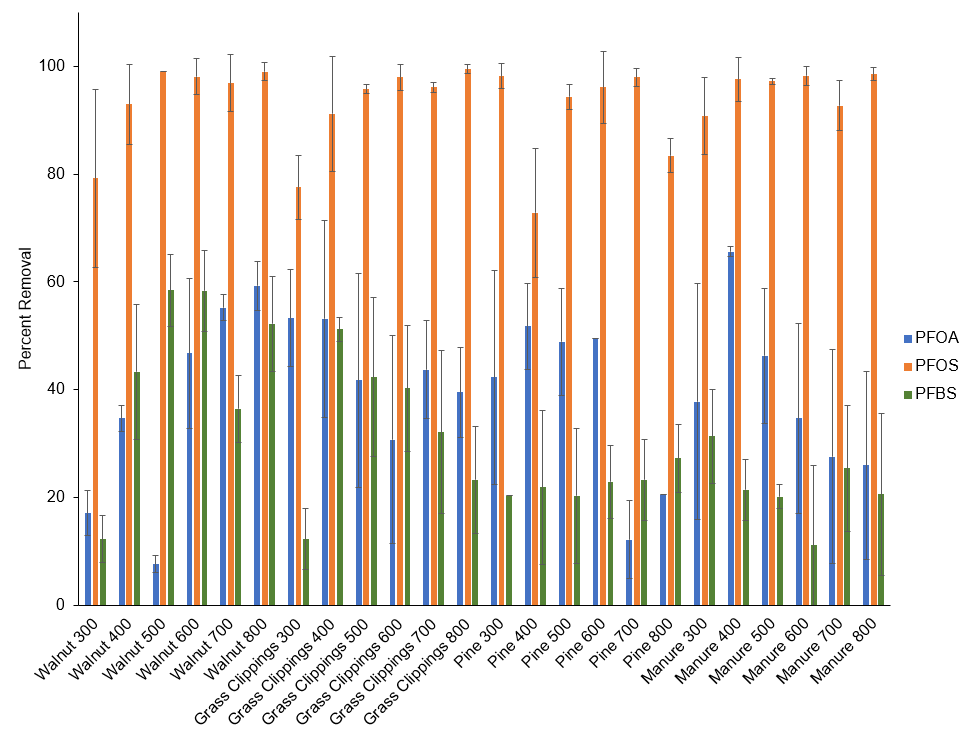 100
80
60
40
20
0
Percent Removal
Walnut 300
Walnut 400
Walnut 500
Walnut 600
Walnut 700
Walnut 800
Grass Clippings 300
Grass Clippings 400
Grass Clippings 500
Grass Clippings 600
Grass Clippings 700
Grass Clippings 800
Pine 300
Pine 400
Pine 500
Pine 600
Pine 700
Pine 800
Manure 300
Manure 400
Manure 500
Manure 600
Manure 700
Manure 800
PFOA
PFOS
PFBS